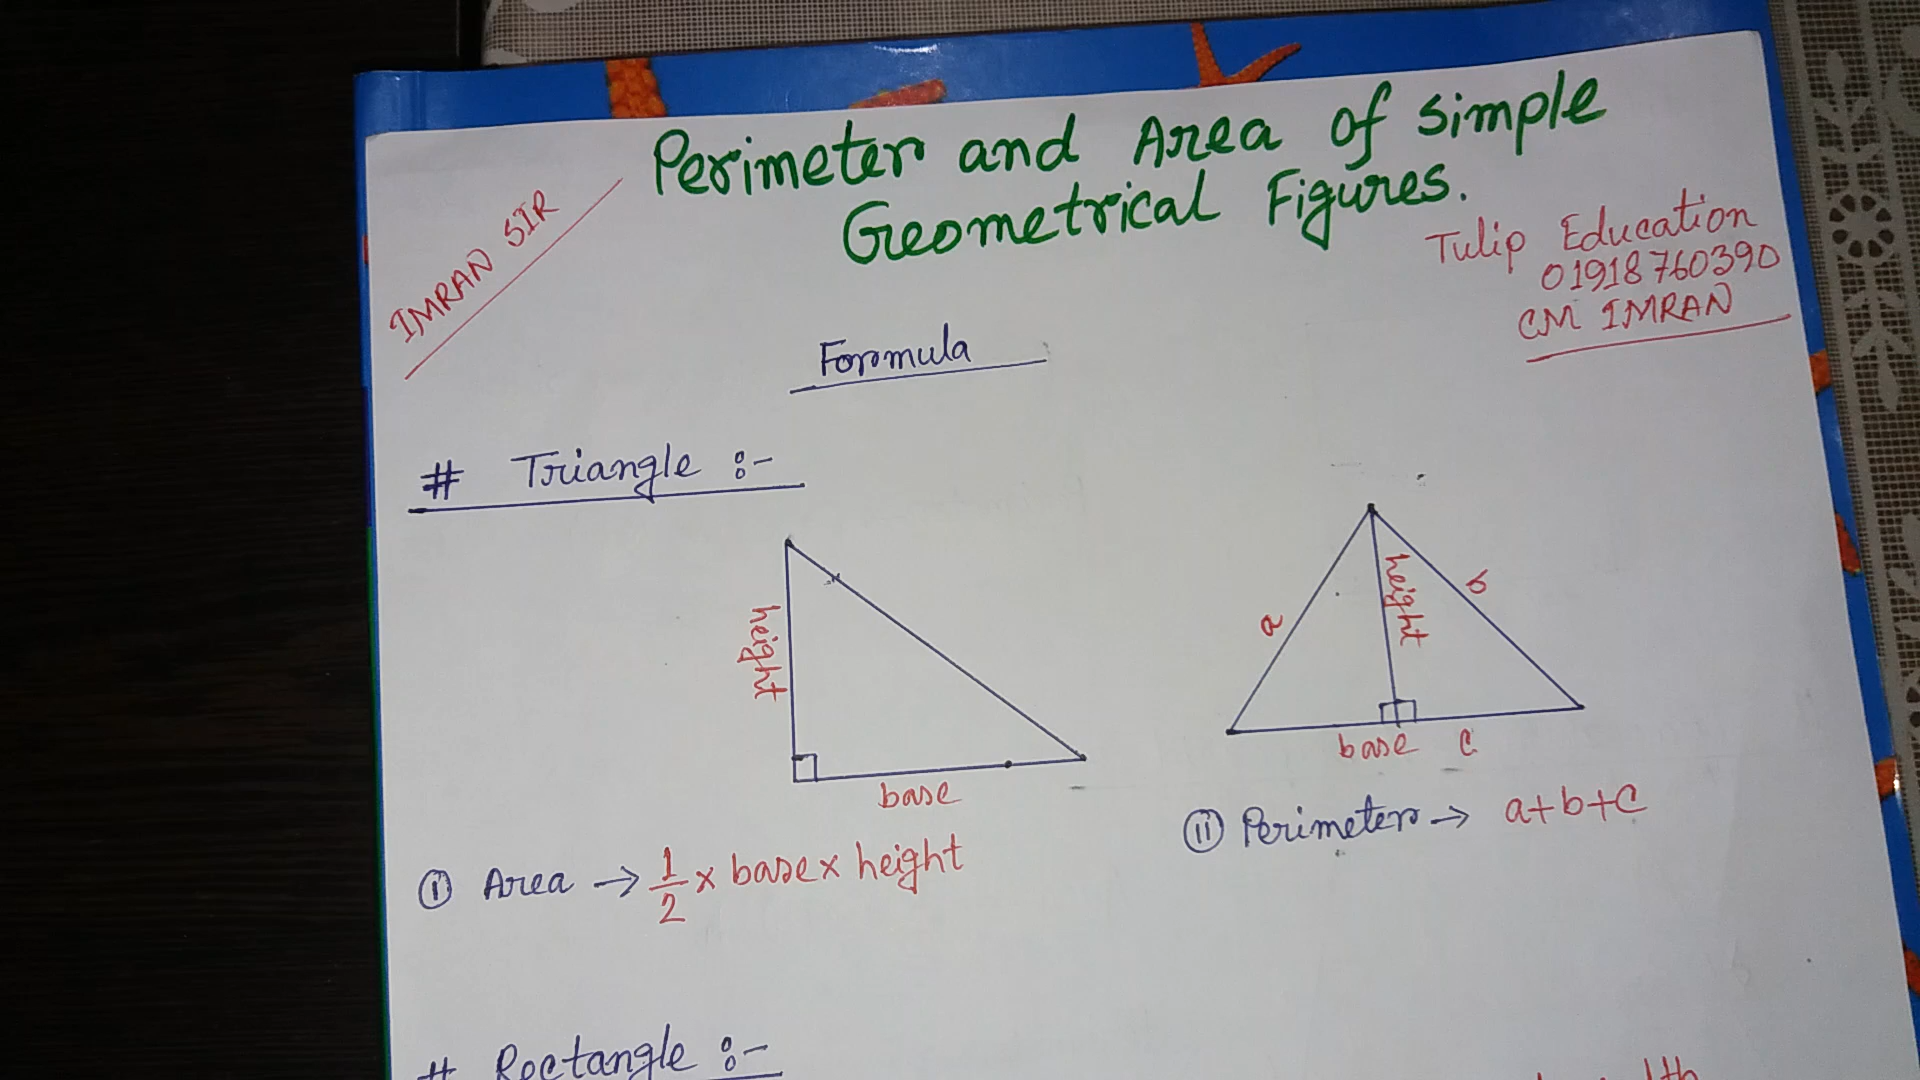 Perimeter and Area of simple
Geometrical Figures.
IMRAN SIR
Tulip Education
01918760390
CM IMRAN
Formula
# Triangle :-
height
base
a
height
b
base c
(i) Area → 1/2 × base × height
(ii) Perimeter → a+b+c
# Rectangle :-